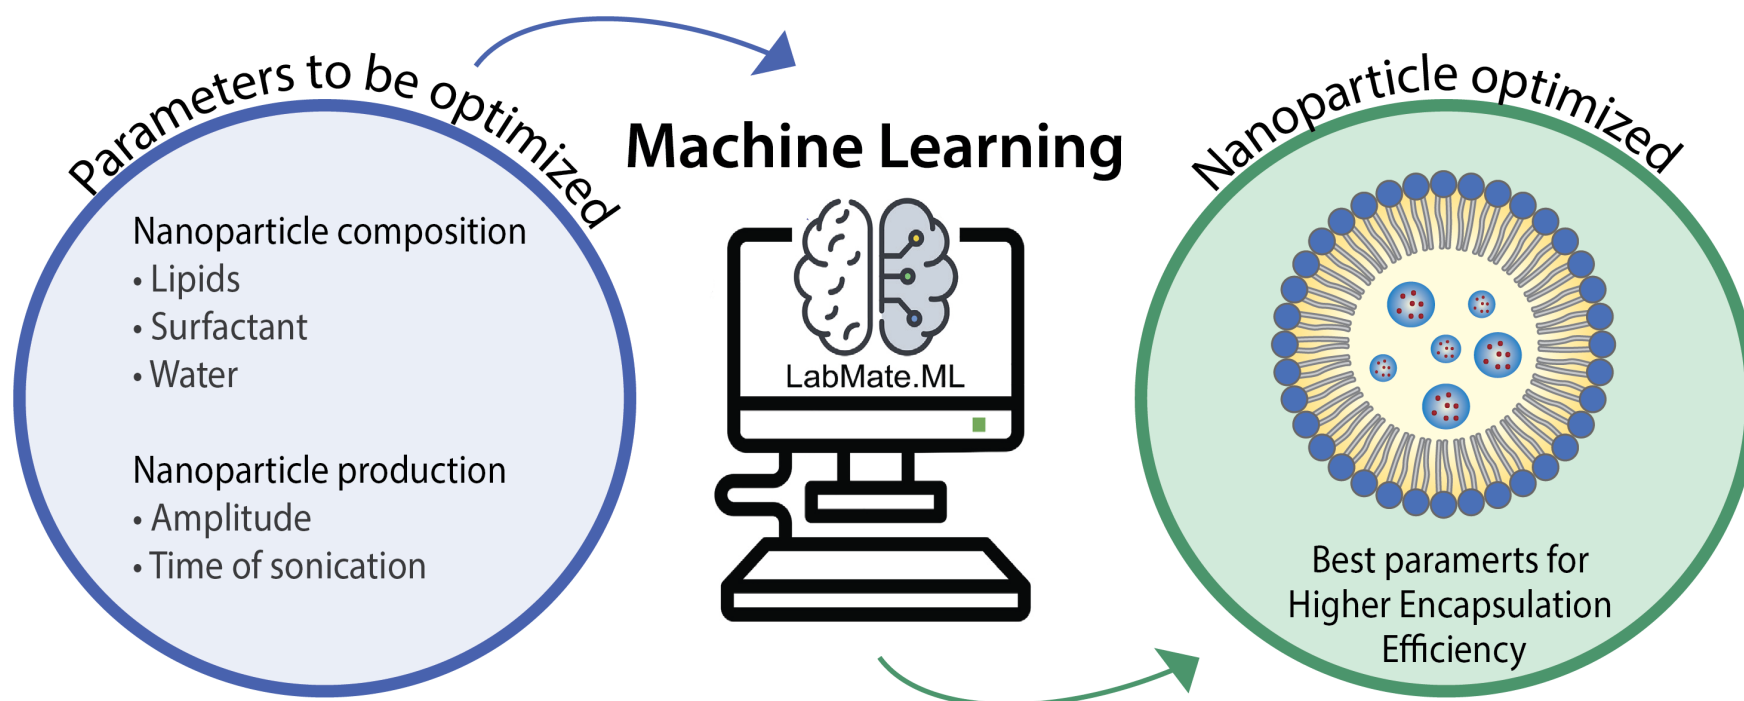 Parameters to be optimized
Nanoparticle composition
• Lipids
• Surfactant
• Water
Nanoparticle production
• Amplitude
• Time of sonication
Machine Learning
LabMate.ML
Nanoparticle optimized
Best paramerts for
Higher Encapsulation
Efficiency